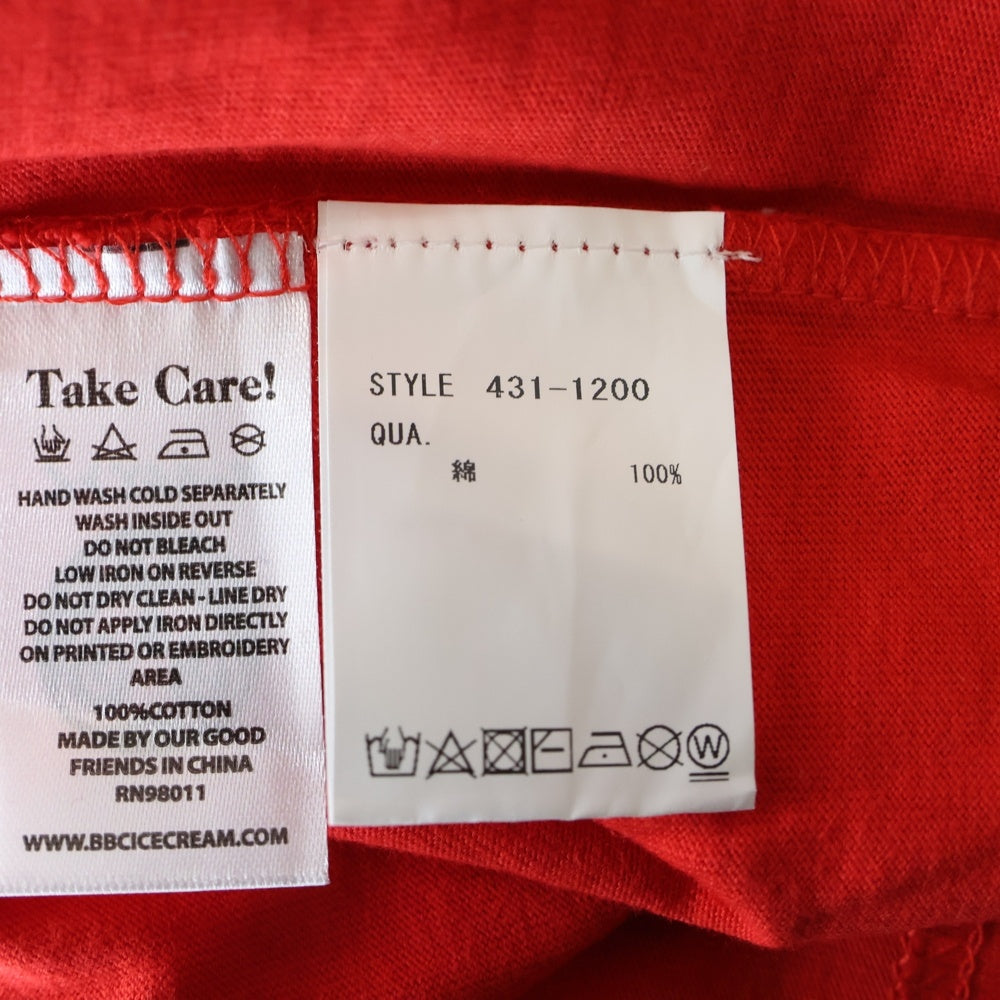 Take Care!
HAND WASH COLD SEPARATELY
WASH INSIDE OUT
DO NOT BLEACH
LOW IRON ON REVERSE
DO NOT DRY CLEAN - LINE DRY
DO NOT APPLY IRON DIRECTLY
ON PRINTED OR EMBROIDERY
AREA
100%COTTON
MADE BY OUR GOOD
FRIENDS IN CHINA
RN98011
WWW.BBCICECREAM.COM
STYLE 431-1200
QUA.
綿 100%
W